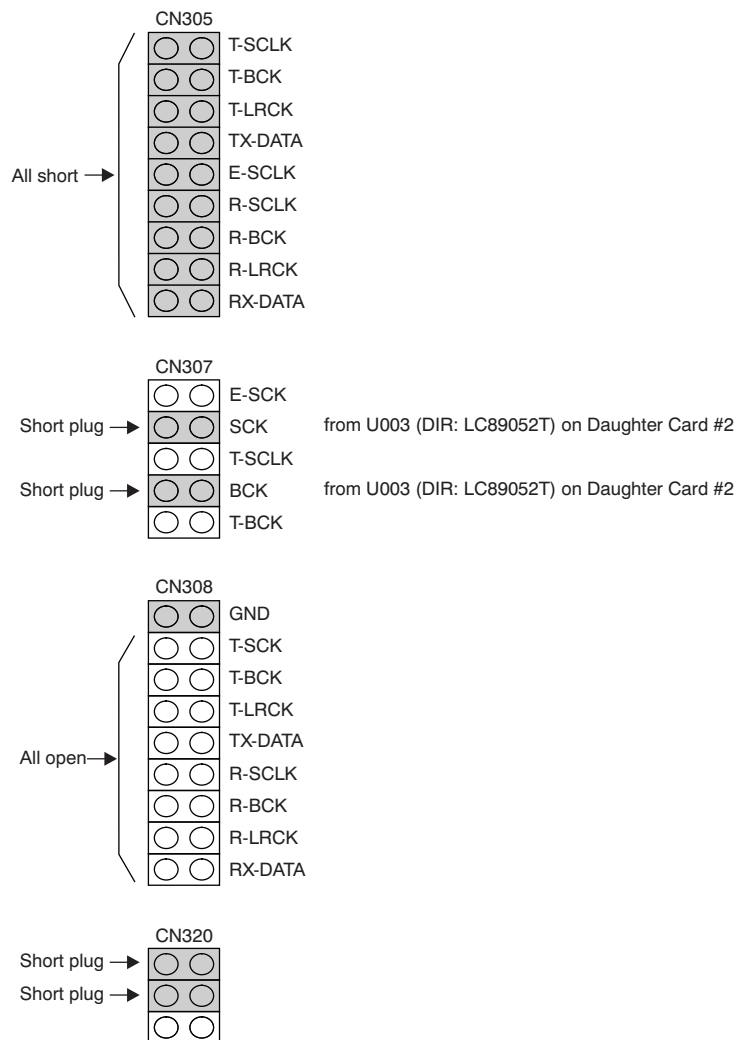 CN305
T-SCLK
T-BCK
T-LRCK
TX-DATA
All short
E-SCLK
R-SCLK
R-BCK
R-LRCK
RX-DATA
CN307
E-SCK
Short plug SCK from U003 (DIR: LC89052T) on Daughter Card #2
T-SCLK
Short plug BCK from U003 (DIR: LC89052T) on Daughter Card #2
T-BCK
CN308
GND
T-SCK
T-BCK
T-LRCK
TX-DATA
All open
R-SCLK
R-BCK
R-LRCK
RX-DATA
CN320
Short plug
Short plug